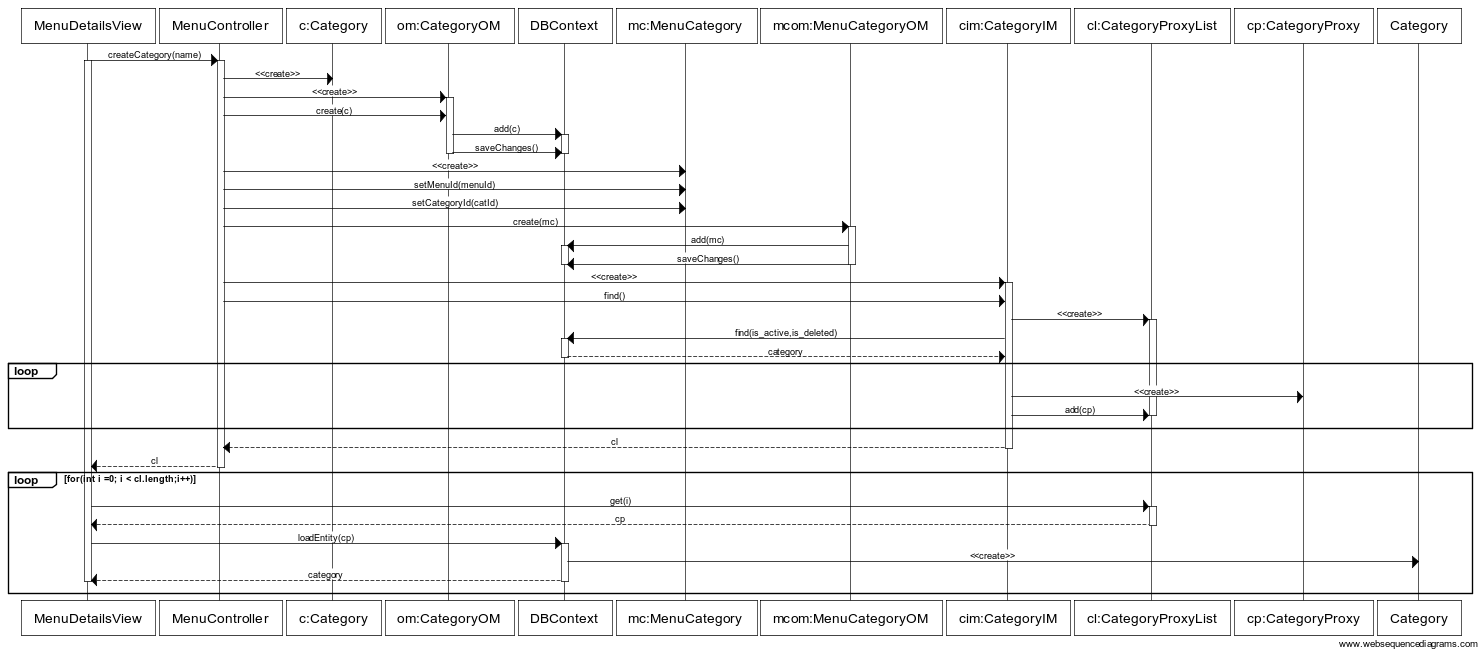 MenuDetailsView MenuController c:Category om:CategoryOM DBContext mc:MenuCategory mcom:MenuCategoryOM cim:CategoryIM cl:CategoryProxyList cp:CategoryProxy Category
createCategory(name)
<<create>>
<<create>>
create(c)
add(c)
saveChanges()
<<create>>
setMenuId(menuId)
setCategoryId(catId)
create(mc)
add(mc)
saveChanges()
<<create>>
find()
<<create>>
find(is_active,is_deleted)
category
loop
<<create>>
add(cp)
cl
cl
loop [for(int i =0; i < cl.length;i++)]
get(i)
cp
loadEntity(cp)
<<create>>
category
MenuDetailsView MenuController c:Category om:CategoryOM DBContext mc:MenuCategory mcom:MenuCategoryOM cim:CategoryIM cl:CategoryProxyList cp:CategoryProxy Category
www.websequencediagrams.com